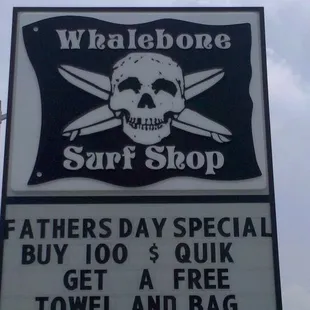 Whalebone
Surf Shop
FATHERS DAY SPECIAL
BUY 100 $ QUIK
GET A FREE
TOWEL AND BAG